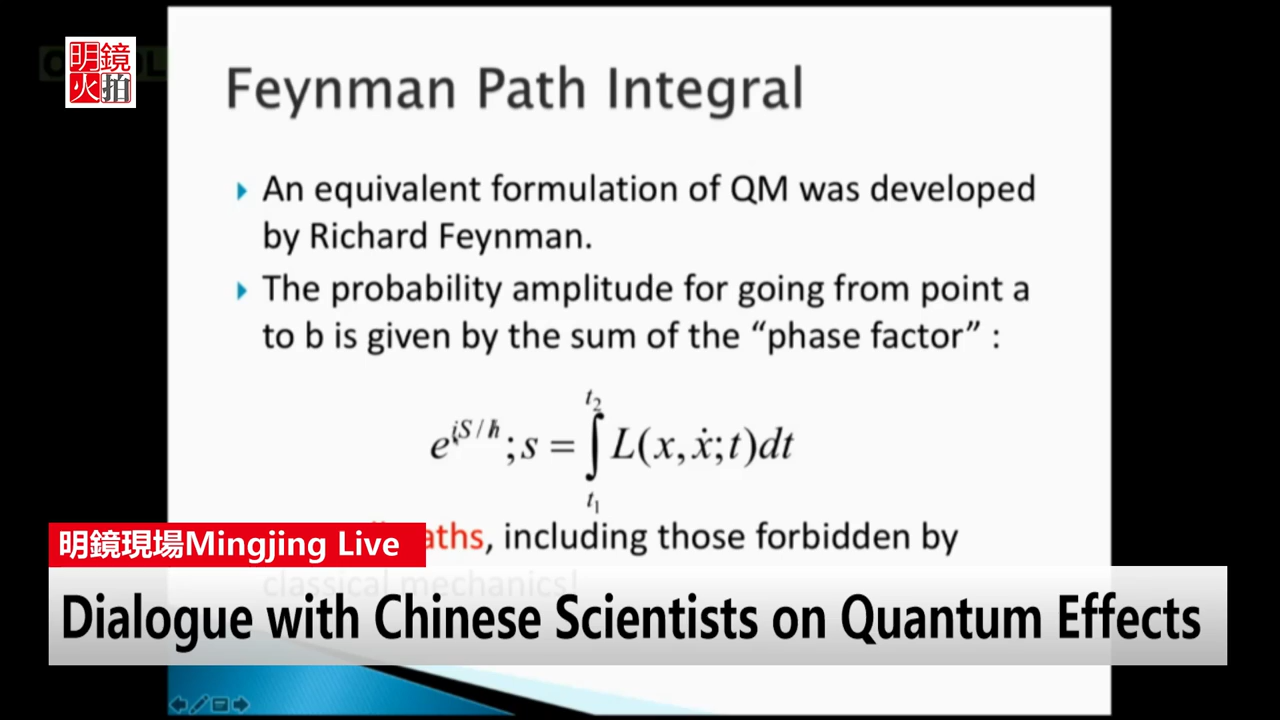 明鏡
火拍
Feynman Path Integral
An equivalent formulation of QM was developed
by Richard Feynman.
The probability amplitude for going from point a
to b is given by the sum of the “phase factor” :
t₂
e^{iS/ħ};s = ∫L(x,ẋ;t)dt
t₁
明鏡現場Mingjing Live
, including those forbidden by
classical mechanics!
Dialogue with Chinese Scientists on Quantum Effects